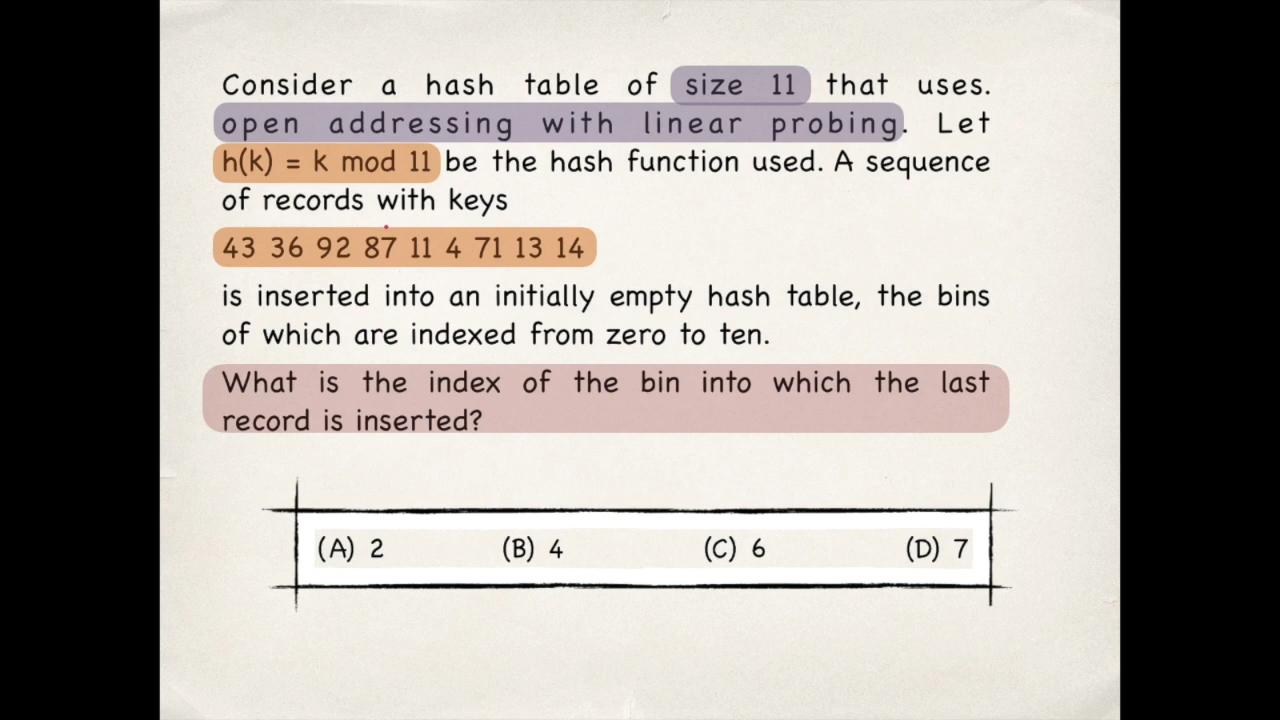 Consider a hash table of size 11 that uses.
open addressing with linear probing. Let
h(k) = k mod 11 be the hash function used. A sequence
of records with keys
43 36 92 87 11 4 71 13 14
is inserted into an initially empty hash table, the bins
of which are indexed from zero to ten.
What is the index of the bin into which the last
record is inserted?
(A) 2 (B) 4 (C) 6 (D) 7